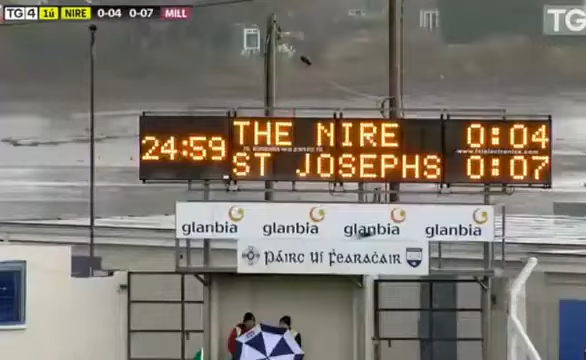 TG4 1ú NIRE 0-04 0-07 MILL
TG
24:59 THE NIRE 0:04
ST JOSEPHS 0:07
glanbia glanbia glanbia glanbia
páirc uí fearacair